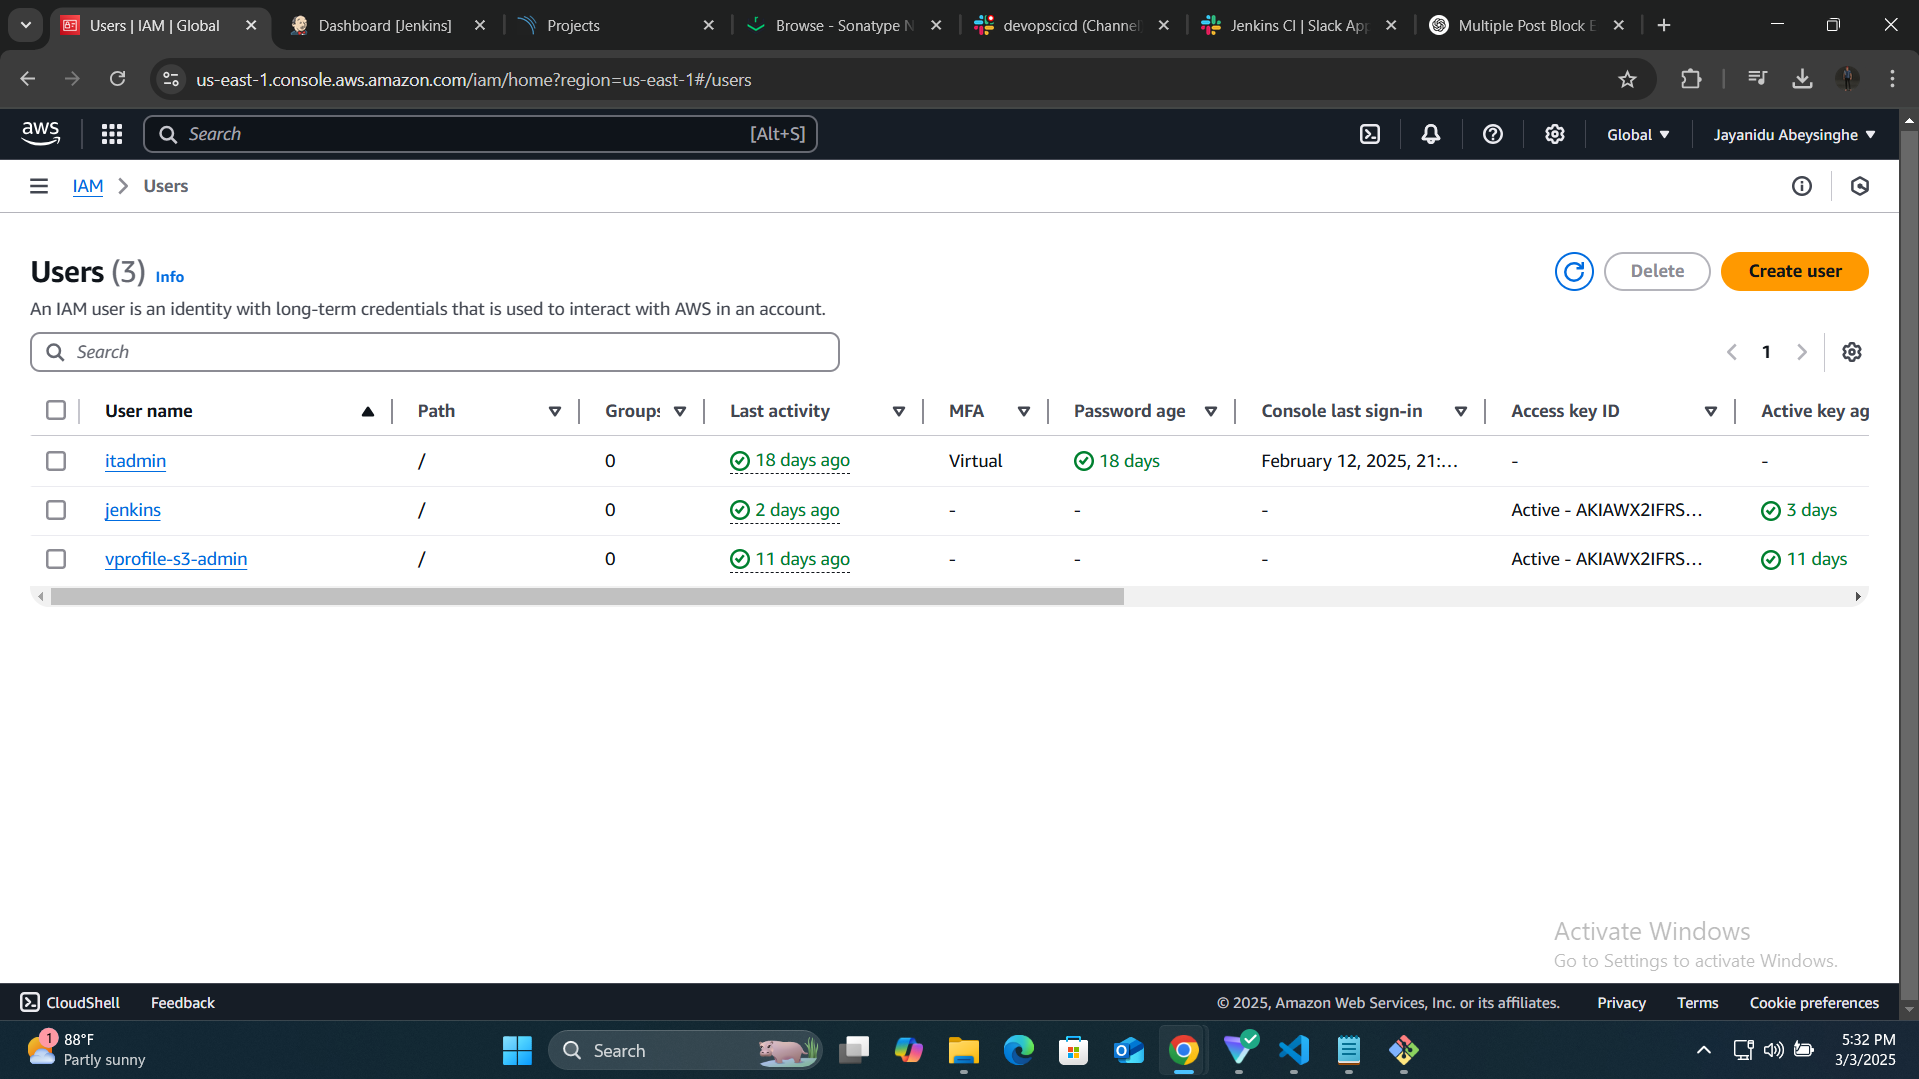 Users | IAM | Global
Dashboard [Jenkins]
Projects
Browse - Sonatype N
devopscicd (Channel
Jenkins CI | Slack App
Multiple Post Block E
us-east-1.console.aws.amazon.com/iam/home?region=us-east-1#/users
aws
Search
[Alt+S]
Global
Jayanidu Abeysinghe
IAM
Users
Users (3) Info
Delete
Create user
An IAM user is an identity with long-term credentials that is used to interact with AWS in an account.
Search
1
User name
Path
Groups
Last activity
MFA
Password age
Console last sign-in
Access key ID
Active key ag
itadmin / 0 18 days ago Virtual 18 days February 12, 2025, 21:... - -
jenkins / 0 2 days ago - - - Active - AKIAWX2IFRS... 3 days
vprofile-s3-admin / 0 11 days ago - - - Active - AKIAWX2IFRS... 11 days
Activate Windows
Go to Settings to activate Windows.
CloudShell
Feedback
© 2025, Amazon Web Services, Inc. or its affiliates.
Privacy
Terms
Cookie preferences
1
88°F
Partly sunny
Search
5:32 PM
3/3/2025